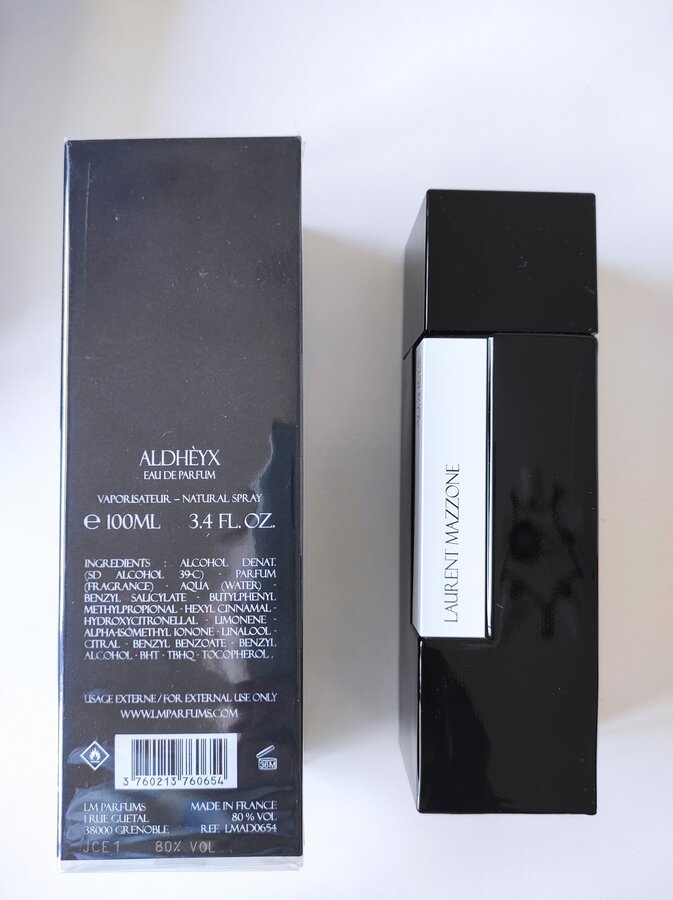 ALDHÈYX
EAU DE PARFUM
VAPORISATEUR – NATURAL SPRAY
℮ 100ML 3.4 FL. OZ.
INGREDIENTS : ALCOHOL DENAT.
(SD ALCOHOL 39-C) - PARFUM
(FRAGRANCE) - AQUA (WATER) -
BENZYL SALICYLATE - BUTYLPHENYL
METHYLPROPIONAL - HEXYL CINNAMAL -
HYDROXYCITRONELLAL - LIMONENE -
ALPHA-ISOMETHYL IONONE - LINALOOL -
CITRAL - BENZYL BENZOATE - BENZYL
ALCOHOL - BHT - TBHQ - TOCOPHEROL .
USAGE EXTERNE / FOR EXTERNAL USE ONLY
WWW.LMPARFUMS.COM
36M
3 760213 760654
LM PARFUMS MADE IN FRANCE
1 RUE GUETAL 80 % VOL
38000 GRENOBLE REF. LMAD0654
JCE 1 80% VOL
LAURENT MAZZONE